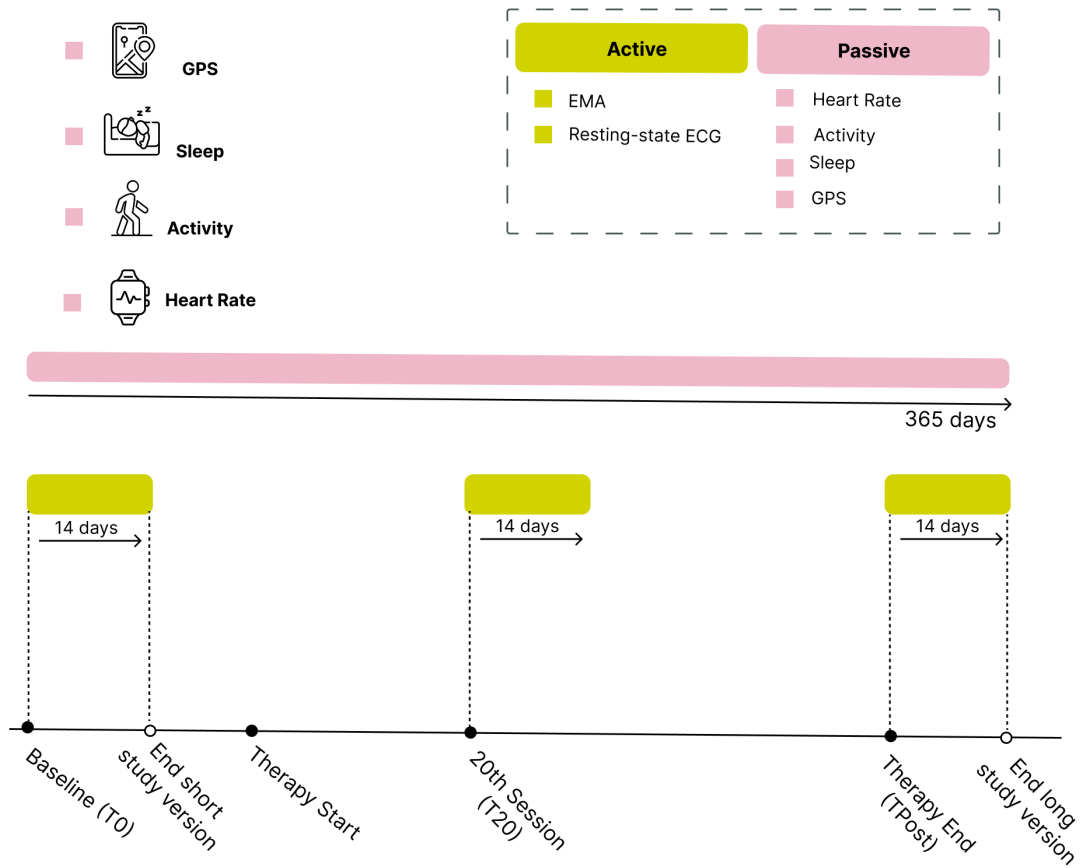 GPS
z z
Sleep
Activity
Heart Rate
Active
EMA
Resting-state ECG
Passive
Heart Rate
Activity
Sleep
GPS
365 days
14 days
14 days
14 days
Baseline (T0)
End short
study version
Therapy Start
20th Session
(T20)
Therapy End
(TPost)
End long
study version